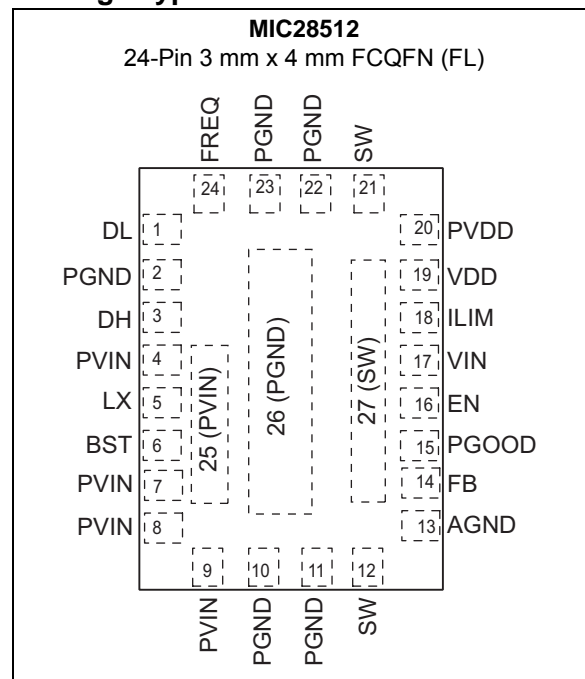 MIC28512
24-Pin 3 mm x 4 mm FCQFN (FL)
FREQ
PGND
PGND
SW
24
23
22
21
DL 1
PGND 2
DH 3
PVIN 4
LX 5
BST 6
PVIN 7
PVIN 8
25 (PVIN)
26 (PGND)
27 (SW)
20 PVDD
19 VDD
18 ILIM
17 VIN
16 EN
15 PGOOD
14 FB
13 AGND
9
10
11
12
PVIN
PGND
PGND
SW